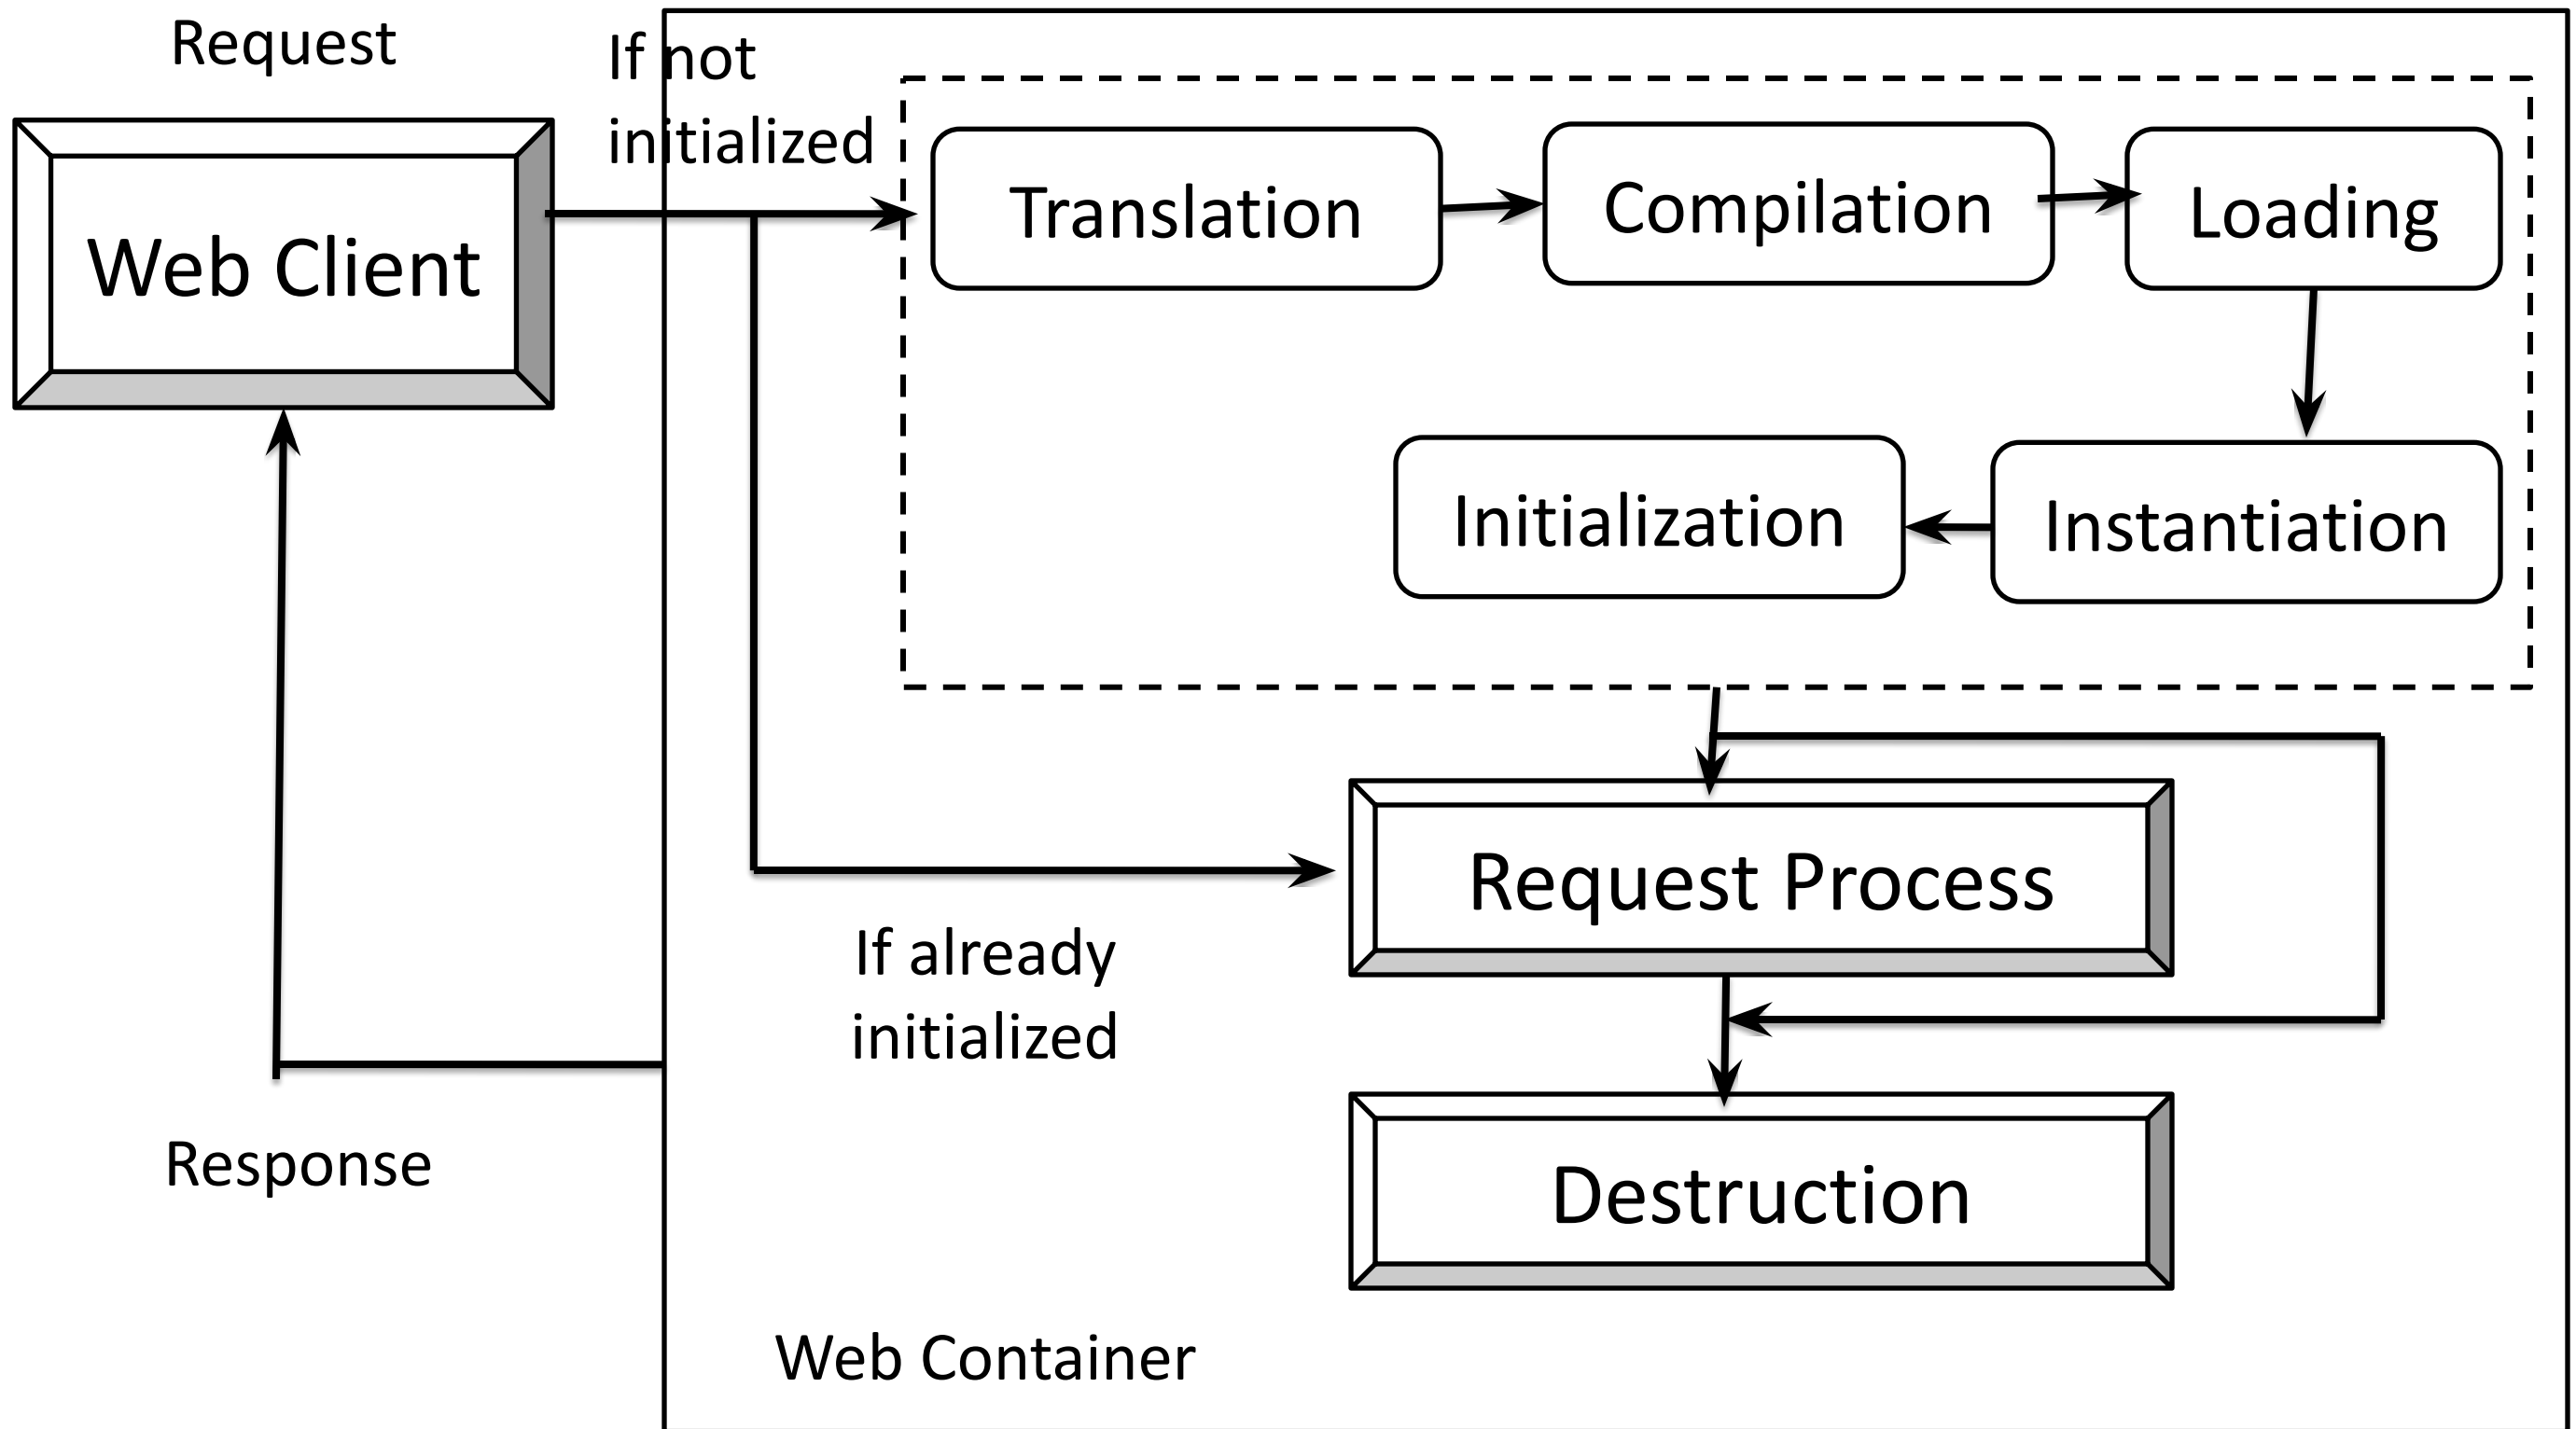 Request
If not
initialized
Web Client
Translation
Compilation
Loading
Initialization
Instantiation
Request Process
If already
initialized
Response
Destruction
Web Container